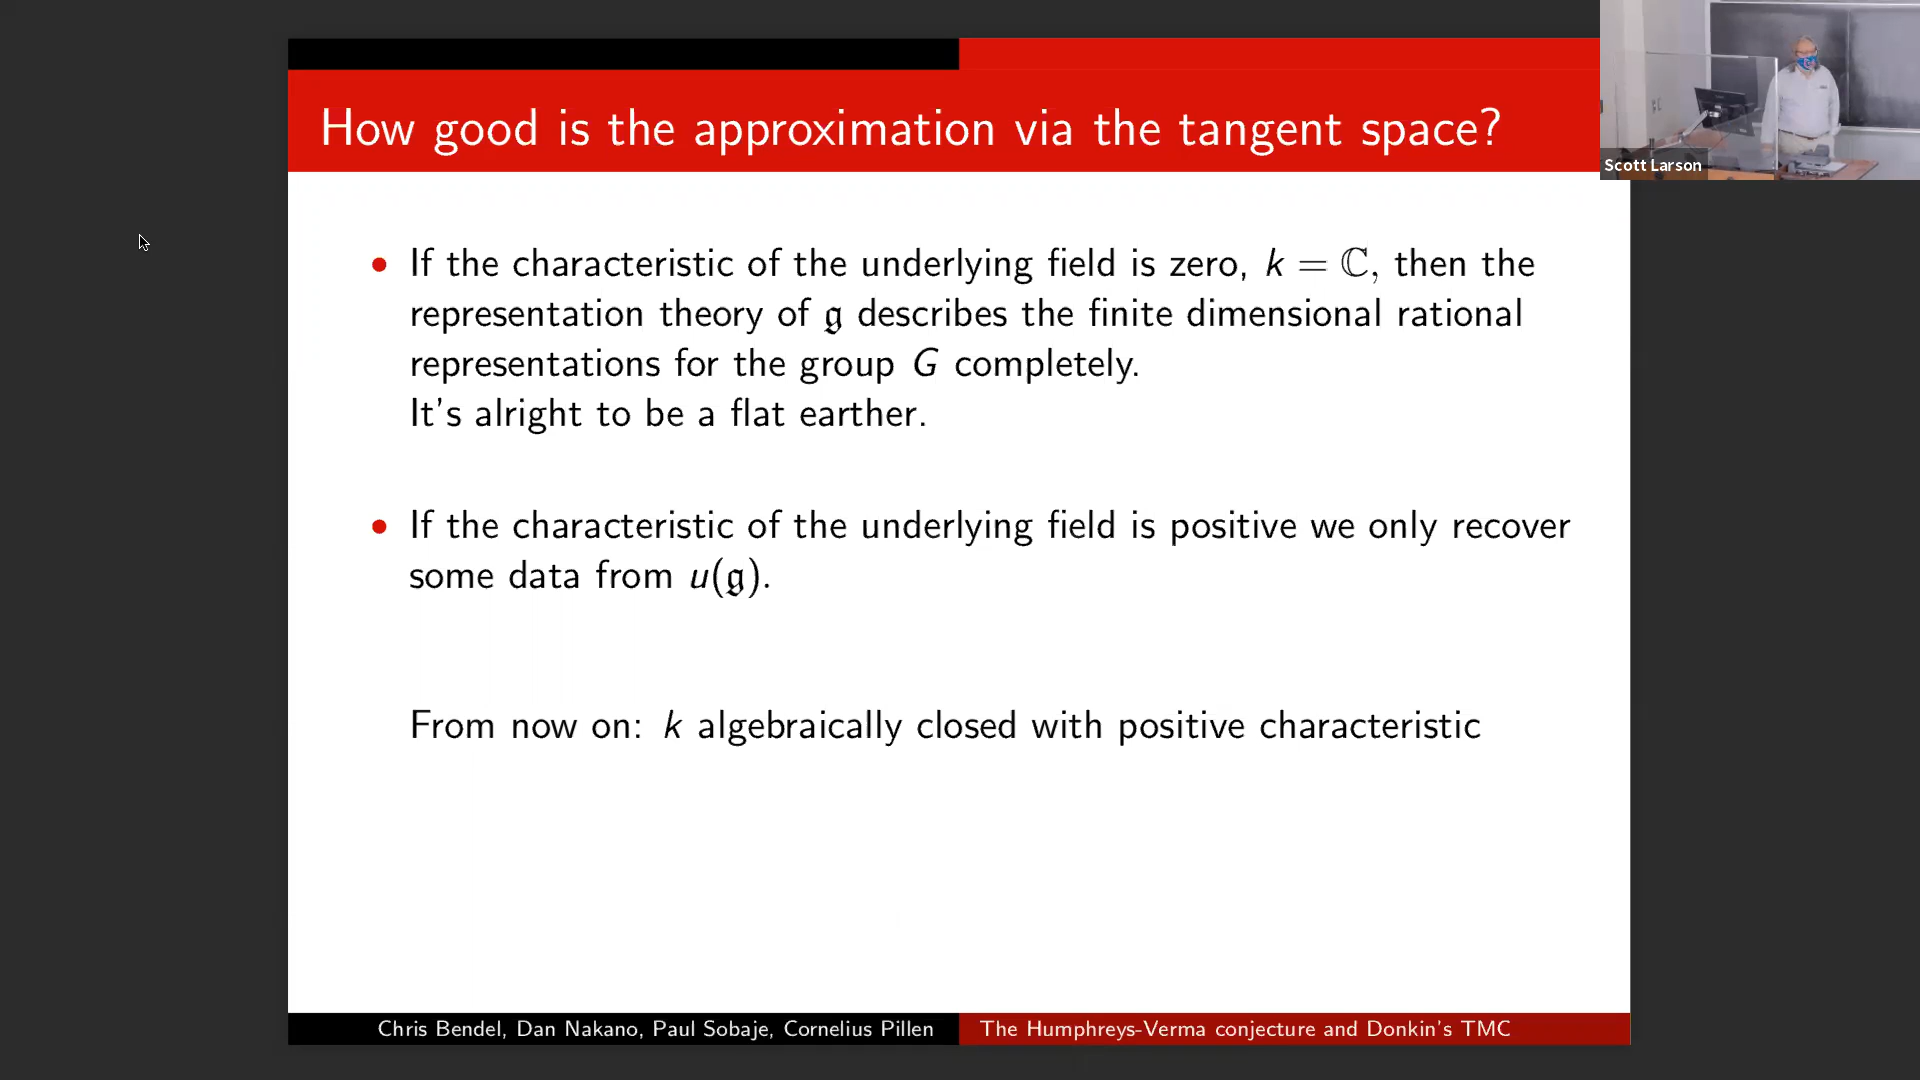 How good is the approximation via the tangent space?
Scott Larson
• If the characteristic of the underlying field is zero, k = ℂ, then the
representation theory of 𝔤 describes the finite dimensional rational
representations for the group G completely.
It's alright to be a flat earther.
• If the characteristic of the underlying field is positive we only recover
some data from u(𝔤).
From now on: k algebraically closed with positive characteristic
Chris Bendel, Dan Nakano, Paul Sobaje, Cornelius Pillen
The Humphreys-Verma conjecture and Donkin's TMC